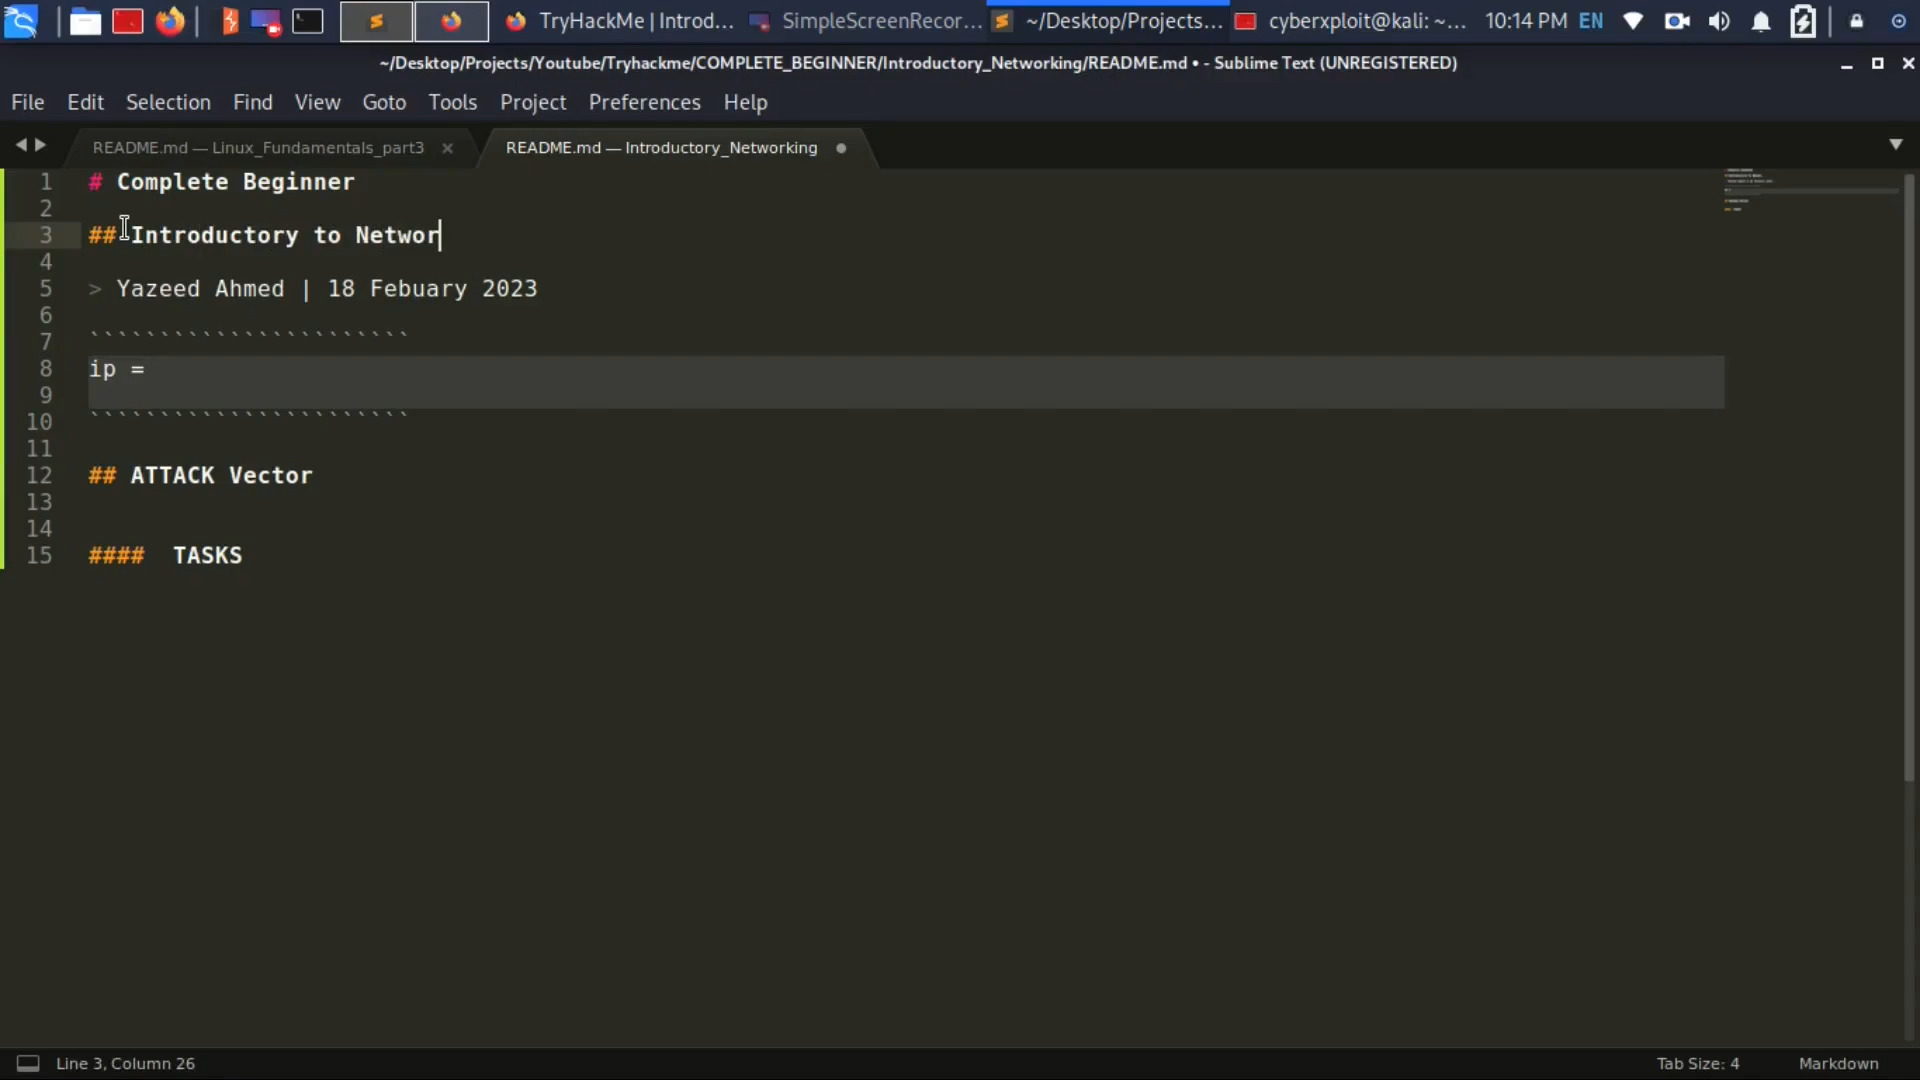 TryHackMe | Introd...
SimpleScreenRecor...
~/Desktop/Projects...
cyberxploit@kali: ~...
10:14 PM
EN
~/Desktop/Projects/Youtube/Tryhackme/COMPLETE_BEGINNER/Introductory_Networking/README.md • - Sublime Text (UNREGISTERED)
File Edit Selection Find View Goto Tools Project Preferences Help
README.md — Linux_Fundamentals_part3
README.md — Introductory_Networking
1 # Complete Beginner
2
3 ## Introductory to Networ
4
5 > Yazeed Ahmed | 18 Febuary 2023
6
7 ```````````````````````
8 ip =
9
10 ```````````````````````
11
12 ## ATTACK Vector
13
14
15 ####  TASKS
Line 3, Column 26
Tab Size: 4
Markdown